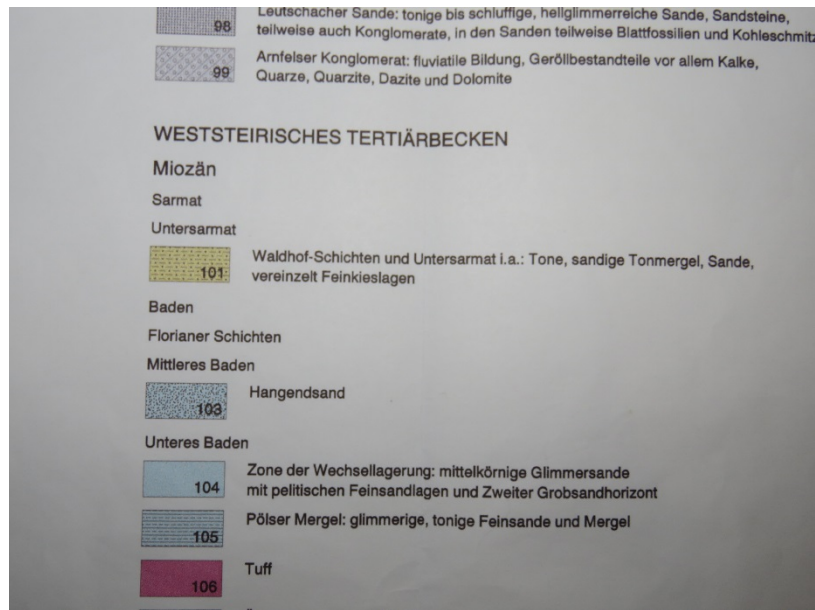 98 Leutschacher Sande: tonige bis schluffige, hellglimmerreiche Sande, Sandsteine,
teilweise auch Konglomerate, in den Sanden teilweise Blattfossilien und Kohleschmitz
99 Arnfelser Konglomerat: fluviatile Bildung, Geröllbestandteile vor allem Kalke,
Quarze, Quarzite, Dazite und Dolomite
WESTSTEIRISCHES TERTIÄRBECKEN
Miozän
Sarmat
Untersarmat
101 Waldhof-Schichten und Untersarmat i.a.: Tone, sandige Tonmergel, Sande,
vereinzelt Feinkieslagen
Baden
Florianer Schichten
Mittleres Baden
103 Hangendsand
Unteres Baden
104 Zone der Wechsellagerung: mittelkörnige Glimmersande
mit pelitischen Feinsandlagen und Zweiter Grobsandhorizont
105 Pölser Mergel: glimmerige, tonige Feinsande und Mergel
106 Tuff